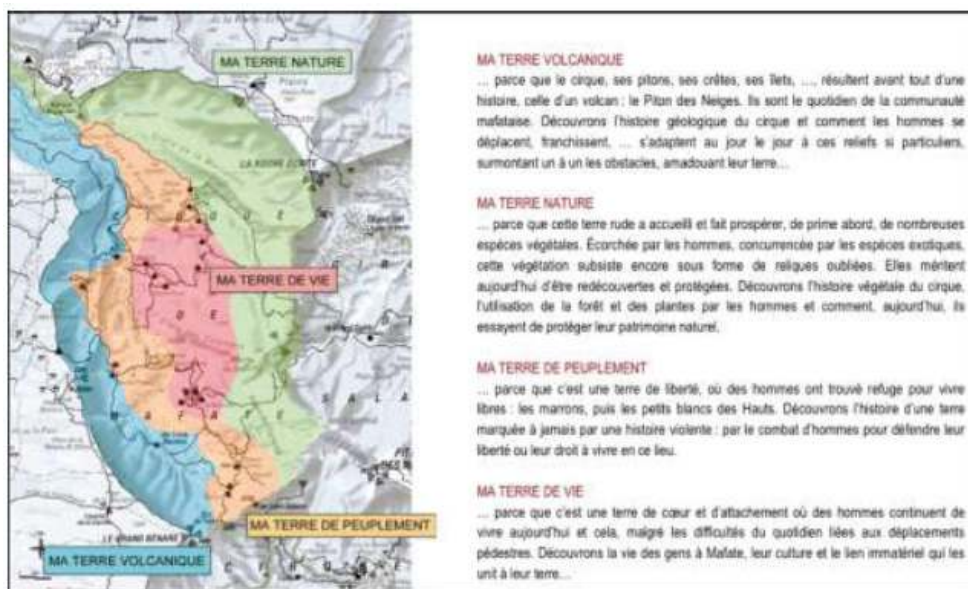 MA TERRE NATURE
MA TERRE DE VIE
MA TERRE DE PEUPLEMENT
LE GRAND BENARE
MA TERRE VOLCANIQUE
MA TERRE VOLCANIQUE
… parce que le cirque, ses pitons, ses crêtes, ses îlets, …, résultent avant tout d'une
histoire, celle d'un volcan : le Piton des Neiges. Ils sont le quotidien de la communauté
mafataise. Découvrons l'histoire géologique du cirque et comment les hommes se
déplacent, franchissent, … s'adaptent au jour le jour à ces reliefs si particuliers,
surmontant un à un les obstacles, amadouant leur terre…
MA TERRE NATURE
… parce que cette terre rude a accueilli et fait prospérer, de prime abord, de nombreuses
espèces végétales. Écorchée par les hommes, concurrencée par les espèces exotiques,
cette végétation subsiste encore sous forme de reliques oubliées. Elles méritent
aujourd'hui d'être redécouvertes et protégées. Découvrons l'histoire végétale du cirque,
l'utilisation de la forêt et des plantes par les hommes et comment, aujourd'hui, ils
essayent de protéger leur patrimoine naturel.
MA TERRE DE PEUPLEMENT
… parce que c'est une terre de liberté, où des hommes ont trouvé refuge pour vivre
libres : les marrons, puis les petits blancs des Hauts. Découvrons l'histoire d'une terre
marquée à jamais par une histoire violente : par le combat d'hommes pour défendre leur
liberté ou leur droit à vivre en ce lieu.
MA TERRE DE VIE
… parce que c'est une terre de cœur et d'attachement où des hommes continuent de
vivre aujourd'hui et cela, malgré les difficultés du quotidien liées aux déplacements
pédestres. Découvrons la vie des gens à Mafate, leur culture et le lien immatériel qui les
unit à leur terre…